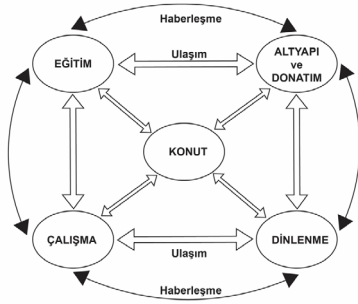 Haberleşme
EĞİTİM
Ulaşım
ALTYAPI
ve
DONATIM
KONUT
ÇALIŞMA
Ulaşım
DİNLENME
Haberleşme